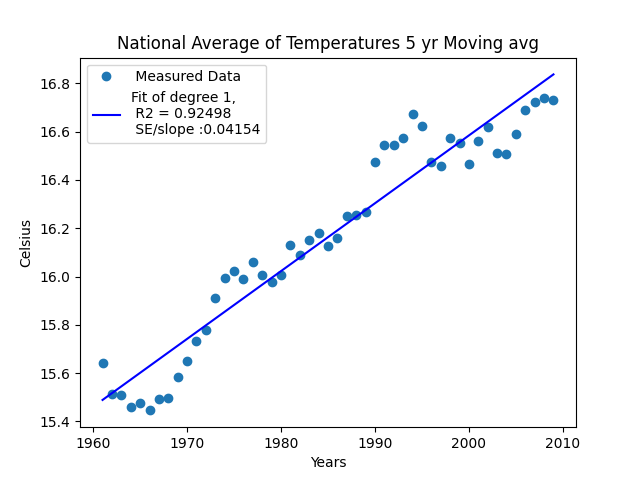 National Average of Temperatures 5 yr Moving avg
Measured Data
Fit of degree 1,
R2 = 0.92498
SE/slope :0.04154
Celsius
16.8
16.6
16.4
16.2
16.0
15.8
15.6
15.4
1960 1970 1980 1990 2000 2010
Years